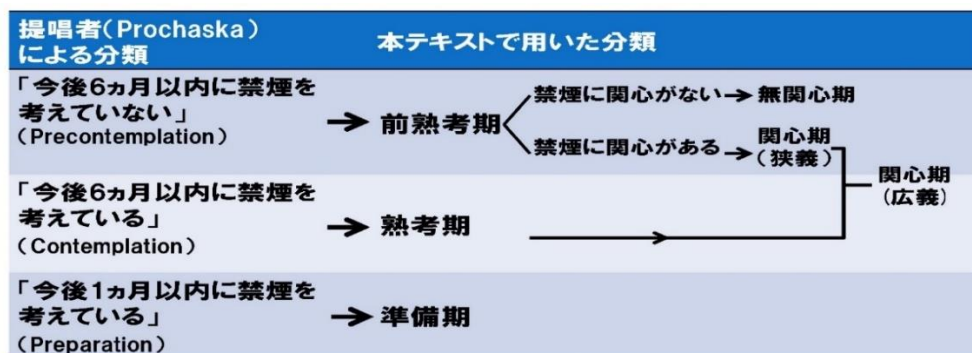 提唱者(Prochaska)
による分類
本テキストで用いた分類
「今後6ヵ月以内に禁煙を
考えていない」
(Precontemplation)
前熟考期
禁煙に関心がない
無関心期
禁煙に関心がある
関心期
(狭義)
関心期
(広義)
「今後6ヵ月以内に禁煙を
考えている」
(Contemplation)
熟考期
「今後1ヵ月以内に禁煙を
考えている」
(Preparation)
準備期